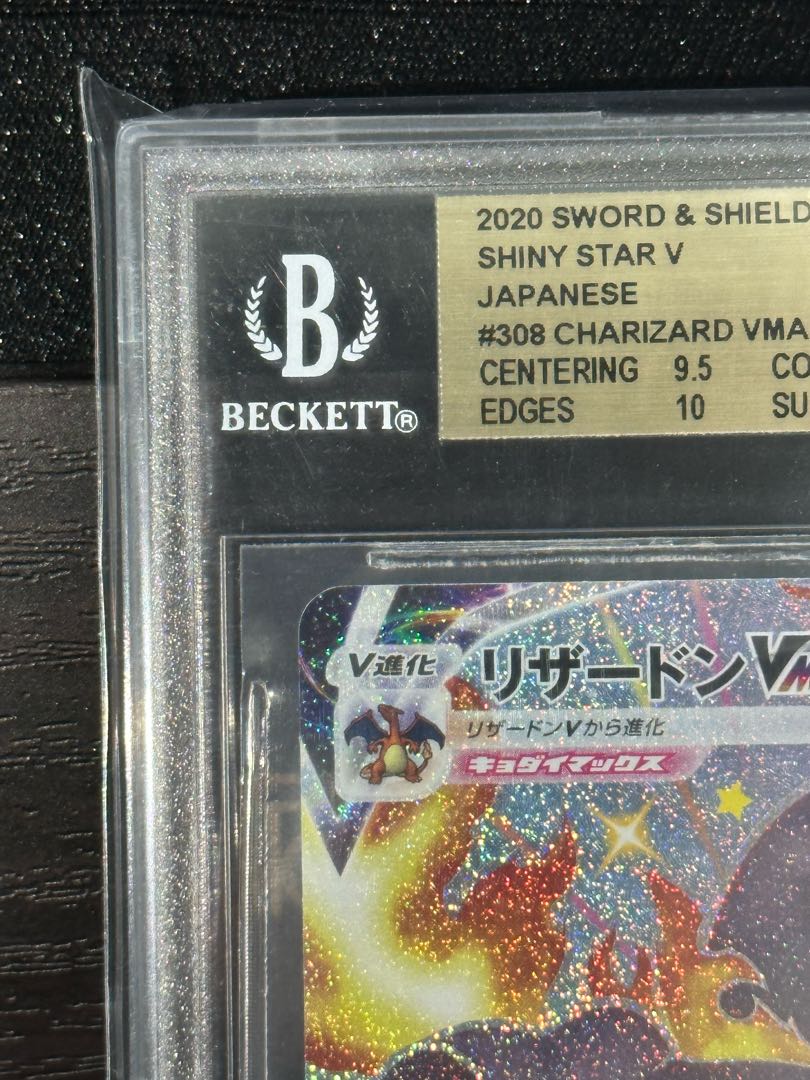 B
BECKETT®
2020 SWORD & SHIELD
SHINY STAR V
JAPANESE
#308 CHARIZARD VMA
CENTERING 9.5 CO
EDGES 10 SU
V進化
リザードンVM
リザードンVから進化
キョダイマックス